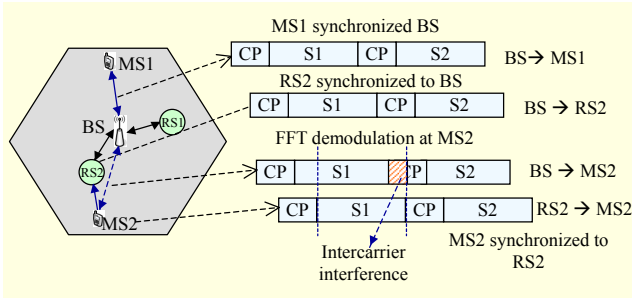 MS1 synchronized BS
CP S1 CP S2 BS→ MS1
RS2 synchronized to BS
CP S1 CP S2 BS → RS2
FFT demodulation at MS2
S1 S2 BS → MS2
CP
CP
CP S1 CP S2 RS2 → MS2
MS2 synchronized to
RS2
Intercarrier
interference
MS1
BS
RS1
RS2
MS2